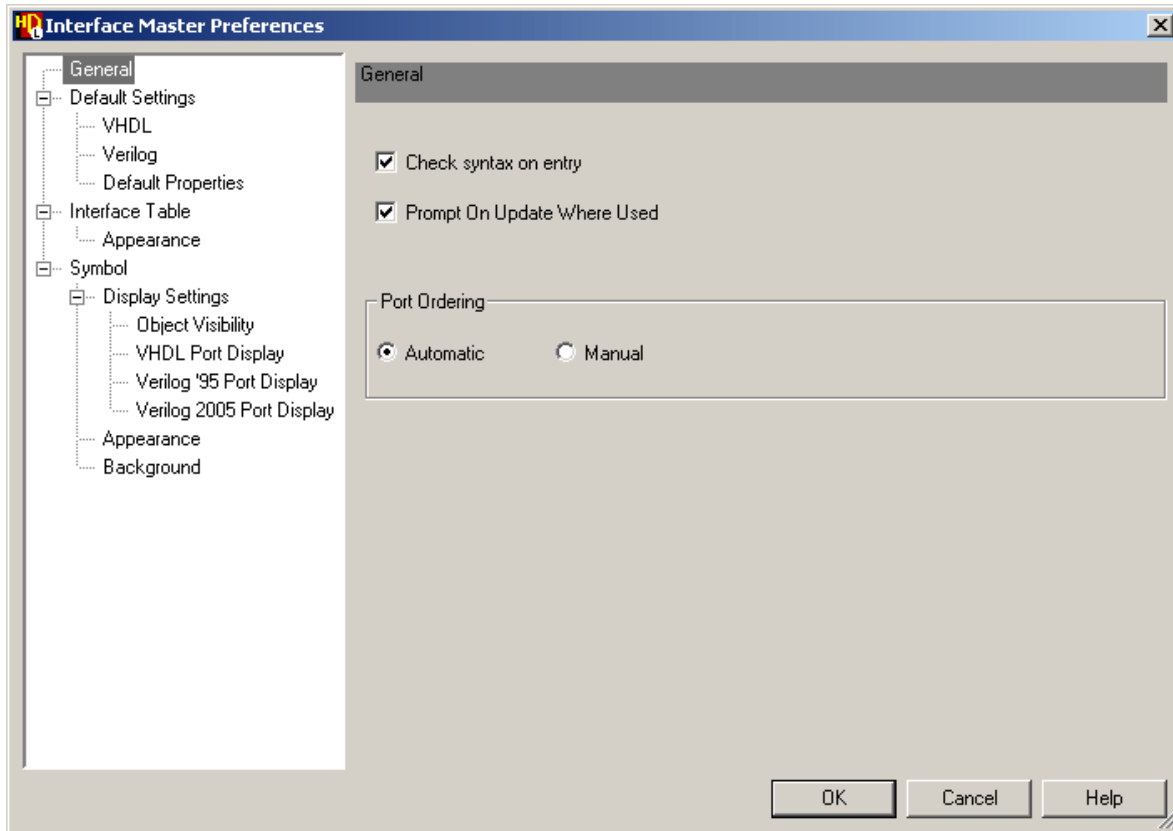 HDL Interface Master Preferences
General
Default Settings
VHDL
Verilog
Default Properties
Interface Table
Appearance
Symbol
Display Settings
Object Visibility
VHDL Port Display
Verilog '95 Port Display
Verilog 2005 Port Display
Appearance
Background
General
Check syntax on entry
Prompt On Update Where Used
Port Ordering
Automatic Manual
OK Cancel Help